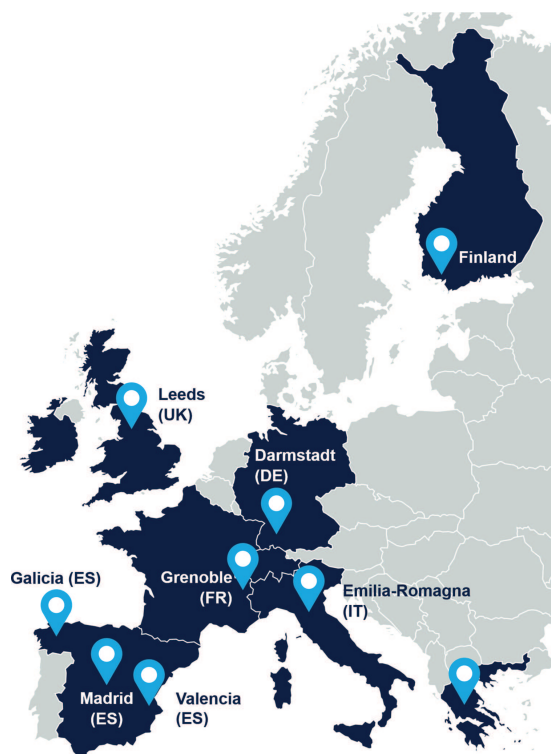 Finland
Leeds
(UK)
Darmstadt
(DE)
Galicia (ES)
Grenoble
(FR)
Emilia-Romagna
(IT)
Madrid
(ES)
Valencia
(ES)